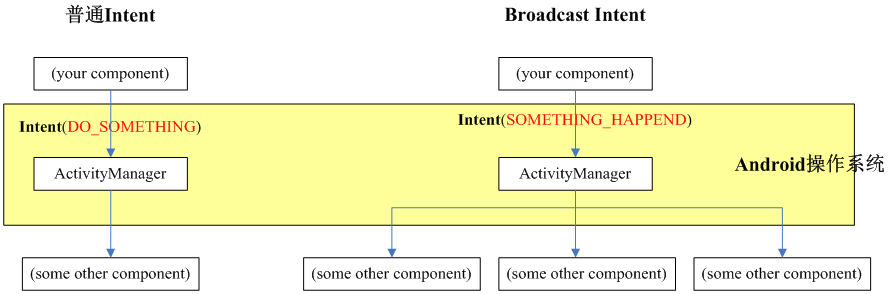 普通Intent
Broadcast Intent
(your component)
(your component)
Intent(DO_SOMETHING)
Intent(SOMETHING_HAPPEND)
ActivityManager
ActivityManager
Android操作系统
(some other component)
(some other component)
(some other component)
(some other component)